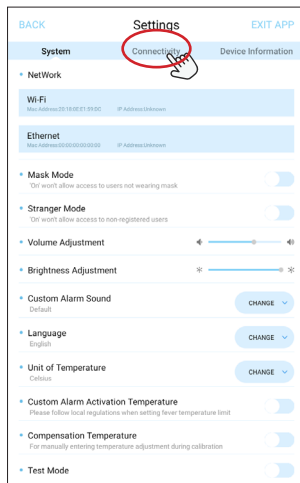 BACK Settings EXIT APP
System Connectivity Device Information
NetWork
Wi-Fi
Mac Address:00:18:0E:E1:59:DC IP Address:Unknown
Ethernet
Mac Address:00:00:00:00:00:00 IP Address:Unknown
Mask Mode
'On' won't allow access to users not wearing mask
Stranger Mode
'On' won't allow access to non-registered users
Volume Adjustment
Brightness Adjustment
Custom Alarm Sound
Default
CHANGE
Language
English
CHANGE
Unit of Temperature
Celsius
CHANGE
Custom Alarm Activation Temperature
Please follow local regulations when setting fever temperature limit
Compensation Temperature
For manually entering temperature adjustment during calibration
Test Mode